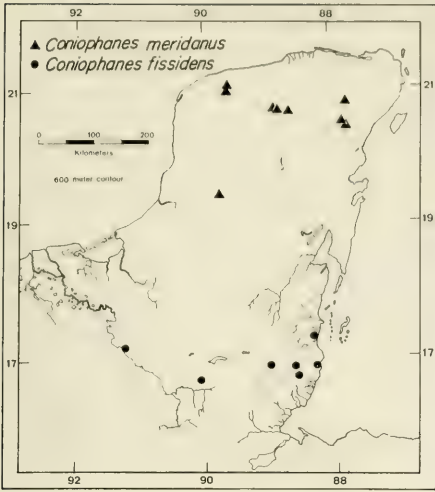 92 90 88
▲ Coniophanes meridanus
● Coniophanes fissidens
21 21
0 100 200
Kilometers
600 meter contour
19 19
17 17
92 90 88